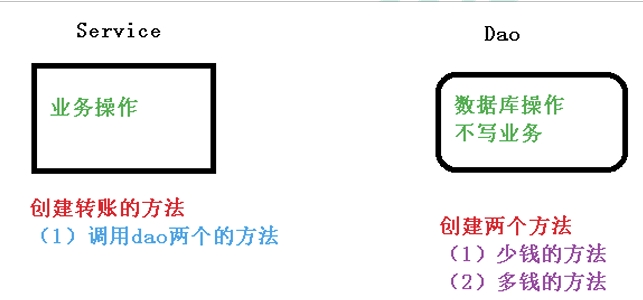 Service
业务操作
创建转账的方法
（1）调用dao两个的方法
Dao
数据库操作
不写业务
创建两个方法
（1）少钱的方法
（2）多钱的方法